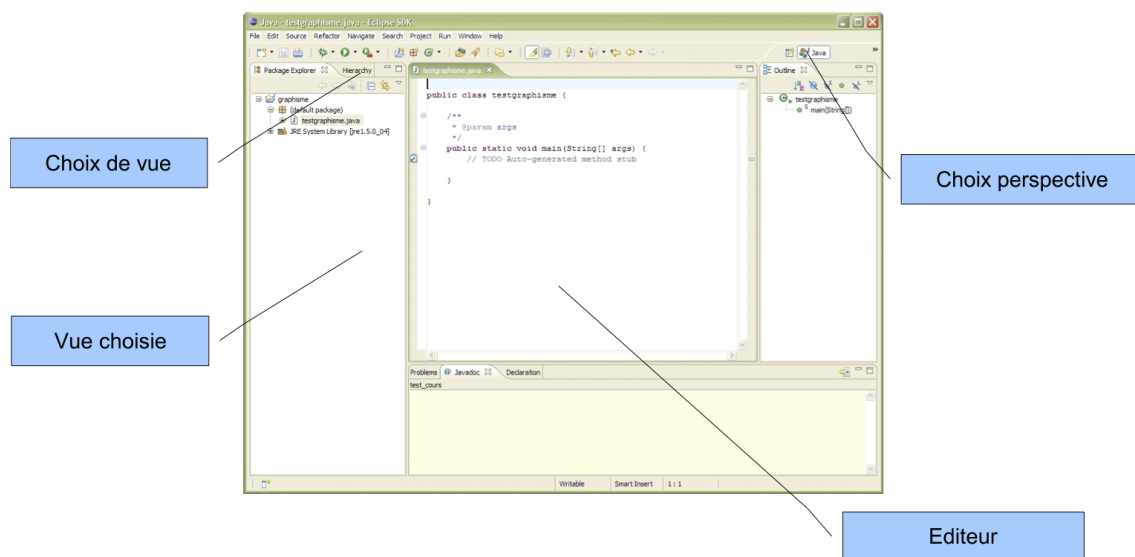 Java - testgraphisme.java - Eclipse SDK
File Edit Source Refactor Navigate Search Project Run Window Help
Java
Package Explorer Hierarchy
testgraphisme.java
Outline
graphisme
(default package)
testgraphisme.java
JRE System Library [jre1.5.0_04]
public class testgraphisme {
/**
* @param args
*/
public static void main(String[] args) {
// TODO Auto-generated method stub
}
}
testgraphisme
main(String[])
Choix de vue
Choix perspective
Vue choisie
Problems @ Javadoc Declaration
test_cours
Writable Smart Insert 1 : 1
Editeur